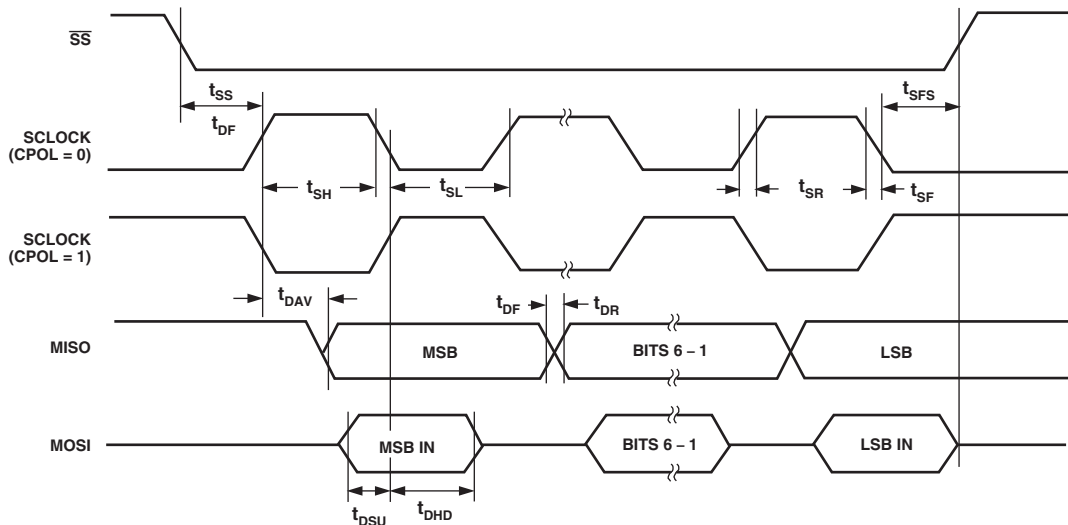 SS
tSS
tDF
tSFS
SCLOCK
(CPOL = 0)
tSH
tSL
tSR
tSF
SCLOCK
(CPOL = 1)
tDAV
tDF
tDR
MISO
MSB
BITS 6 – 1
LSB
MOSI
MSB IN
BITS 6 – 1
LSB IN
tDSU
tDHD